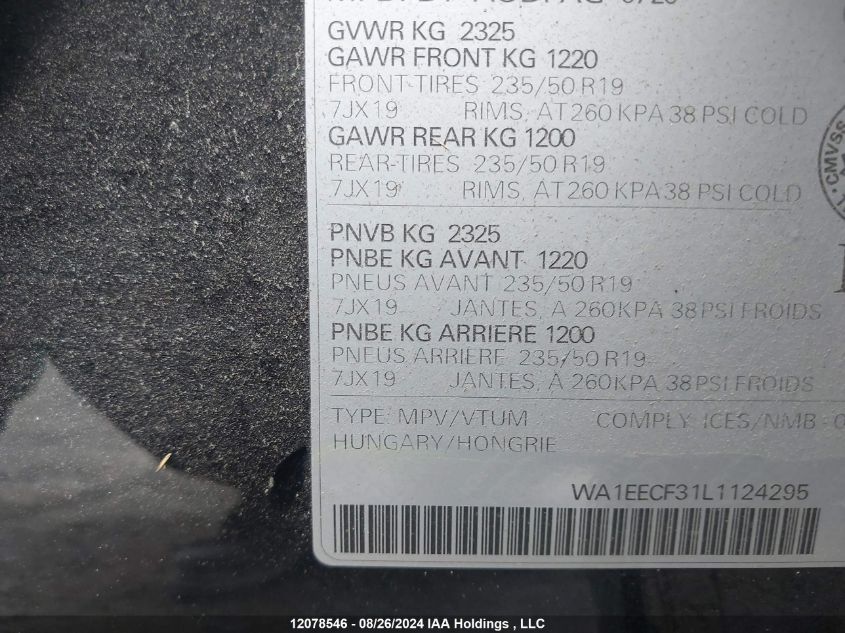 GVWR KG 2325
GAWR FRONT KG 1220
FRONT-TIRES 235/50 R19
7JX19 RIMS, AT 260 KPA 38 PSI COLD
GAWR REAR KG 1200
REAR-TIRES 235/50 R19
7JX19 RIMS, AT 260 KPA 38 PSI COLD
PNVB KG 2325
PNBE KG AVANT 1220
PNEUS AVANT 235/50 R19
7JX19 JANTES, A 260KPA 38 PSI FROIDS
PNBE KG ARRIERE 1200
PNEUS ARRIERE 235/50 R19
7JX19 JANTES, A 260KPA 38 PSI FROIDS
TYPE: MPV/VTUM COMPLY: ICES/NMB-0
HUNGARY/HONGRIE
WA1EECF31L1124295
CMVSS
12078546 - 08/26/2024 IAA Holdings , LLC